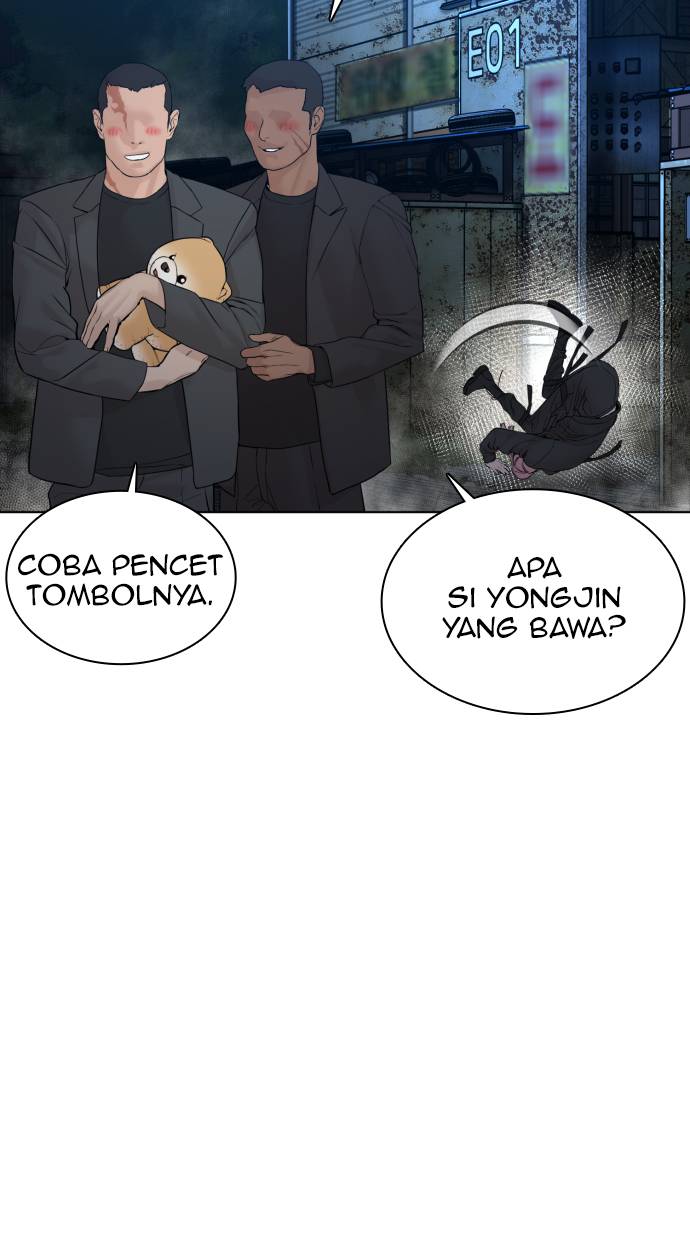 E01
COBA PENCET
TOMBOLNYA.
APA
SI YONGJIN
YANG BAWA?